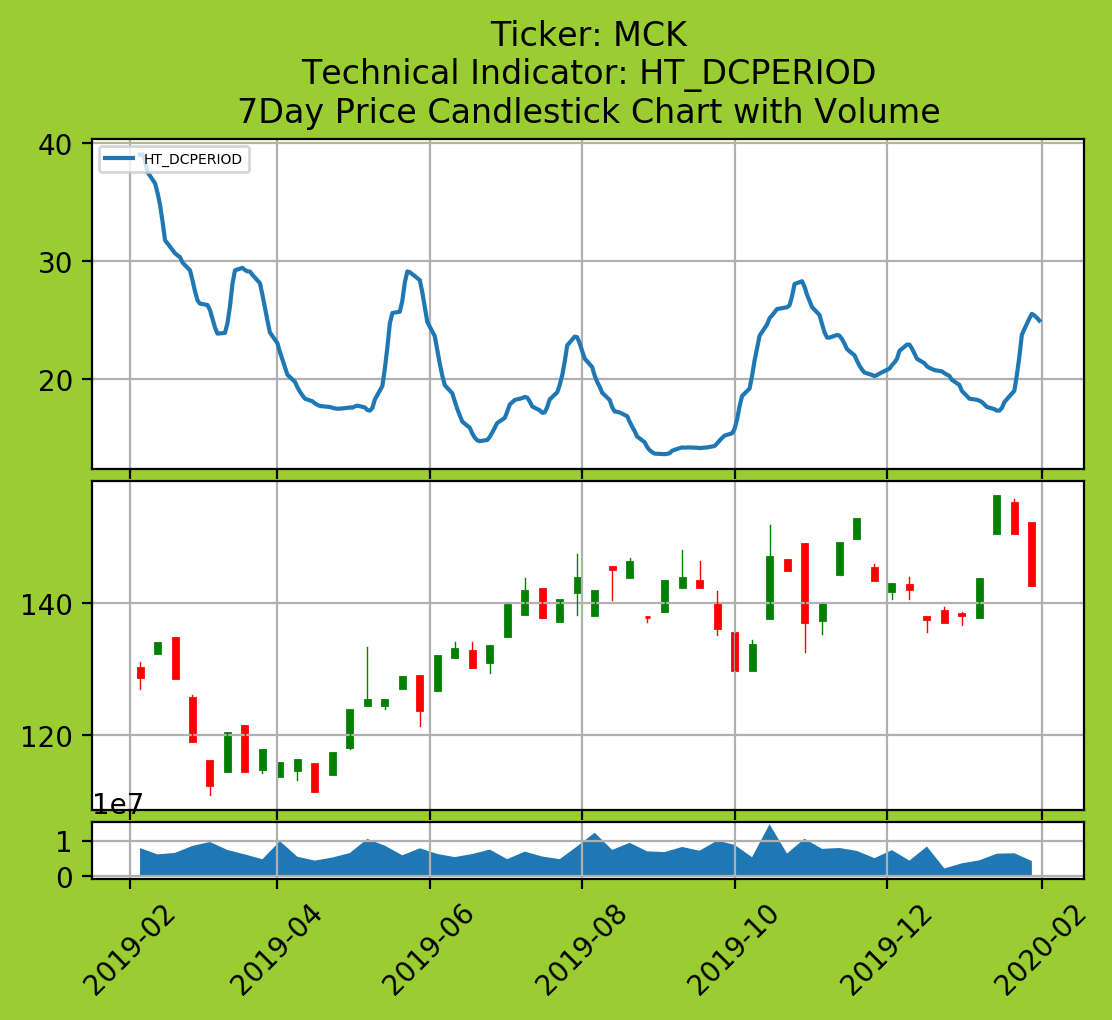 Ticker: MCK
Technical Indicator: HT_DCPERIOD
7Day Price Candlestick Chart with Volume
40
HT_DCPERIOD
30
20
140
120
1e7
1
0
2019-02
2019-04
2019-06
2019-08
2019-10
2019-12
2020-02